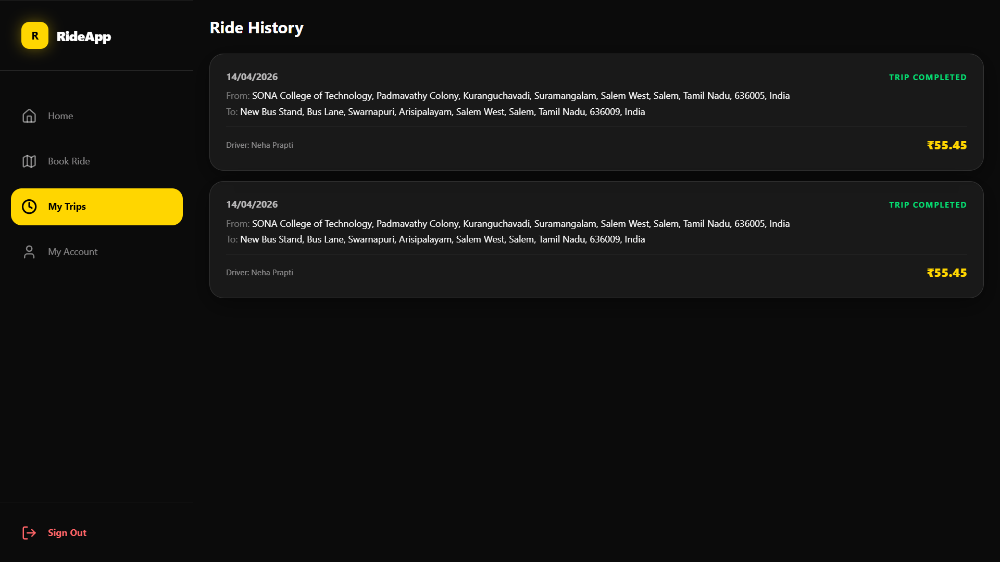 R
RideApp
Home
Book Ride
My Trips
My Account
Sign Out
Ride History
14/04/2026
TRIP COMPLETED
From: SONA College of Technology, Padmavathy Colony, Kuranguchavadi, Suramangalam, Salem West, Salem, Tamil Nadu, 636005, India
To: New Bus Stand, Bus Lane, Swarnapuri, Arisipalayam, Salem West, Salem, Tamil Nadu, 636009, India
Driver: Neha Prapti
₹55.45
14/04/2026
TRIP COMPLETED
From: SONA College of Technology, Padmavathy Colony, Kuranguchavadi, Suramangalam, Salem West, Salem, Tamil Nadu, 636005, India
To: New Bus Stand, Bus Lane, Swarnapuri, Arisipalayam, Salem West, Salem, Tamil Nadu, 636009, India
Driver: Neha Prapti
₹55.45